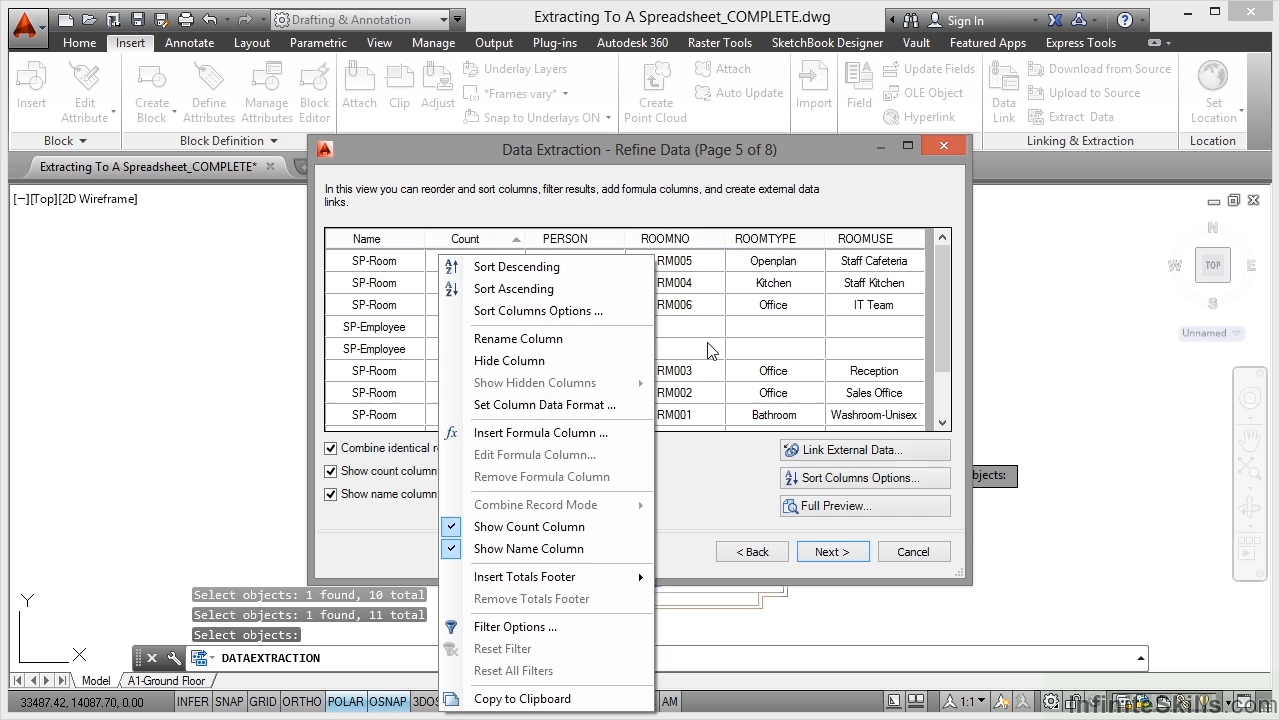 Drafting & Annotation
Extracting To A Spreadsheet_COMPLETE.dwg
Sign In
Home Insert Annotate Layout Parametric View Manage Output Plug-ins Autodesk 360 Raster Tools SketchBook Designer Vault Featured Apps Express Tools
Insert
Edit Attributes
Create Block
Define Attributes
Manage Attributes
Block Editor
Attach
Clip
Adjust
Underlay Layers
*Frames vary*
Snap to Underlays ON
Create Point Cloud
Attach
Auto Update
Import
Field
Update Fields
OLE Object
Hyperlink
Data Link
Download from Source
Upload to Source
Extract Data
Set Location
Block
Block Definition
Linking & Extraction
Location
Extracting To A Spreadsheet_COMPLETE*
Data Extraction - Refine Data (Page 5 of 8)
[−][Top][2D Wireframe]
In this view you can reorder and sort columns, filter results, add formula columns, and create external data
links.
Name Count PERSON ROOMNO ROOMTYPE ROOMUSE
SP-Room RM005 Openplan Staff Cafeteria
SP-Room RM004 Kitchen Staff Kitchen
SP-Room RM006 Office IT Team
SP-Employee
SP-Employee
SP-Room RM003 Office Reception
SP-Room RM002 Office Sales Office
SP-Room RM001 Bathroom Washroom-Unisex
Sort Descending
Sort Ascending
Sort Columns Options ...
Rename Column
Hide Column
Show Hidden Columns
Set Column Data Format ...
Insert Formula Column ...
Edit Formula Column...
Remove Formula Column
Combine Record Mode
Show Count Column
Show Name Column
Insert Totals Footer
Remove Totals Footer
Filter Options ...
Reset Filter
Reset All Filters
Copy to Clipboard
Combine identical r
Show count column
Show name column
Link External Data...
Sort Columns Options...
Full Preview...
< Back Next > Cancel
N
W TOP E
S
Unnamed
bjects:
Select objects: 1 found, 10 total
Select objects: 1 found, 11 total
Select objects:
Y
X
DATAEXTRACTION
Model A1-Ground Floor
33487.42, 14087.70, 0.00 INFER SNAP GRID ORTHO POLAR OSNAP 3DOS AM 1:1
InfiniteSkills.com